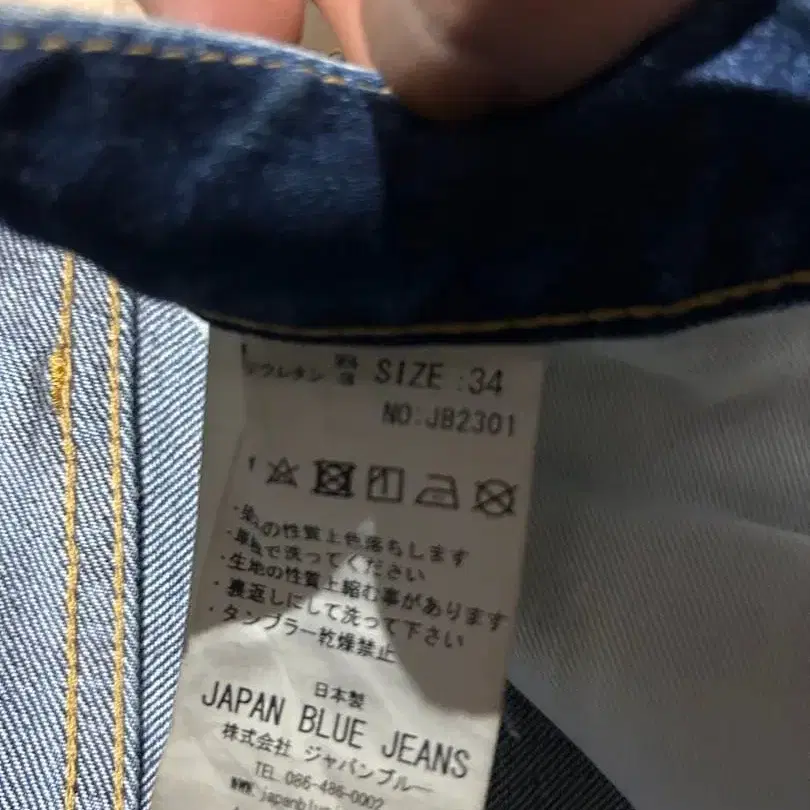 ポリウレタン SIZE :34
NO:JB2301
の性質上色落ちします
・単色で洗ってください
・生地の性質上縮む事があります
・裏返しにして洗って下さい
・タンブラー乾燥禁止
日本製
JAPAN BLUE JEANS
株式会社 ジャパンブルー
TEL 086-486-0002
www.japanblue